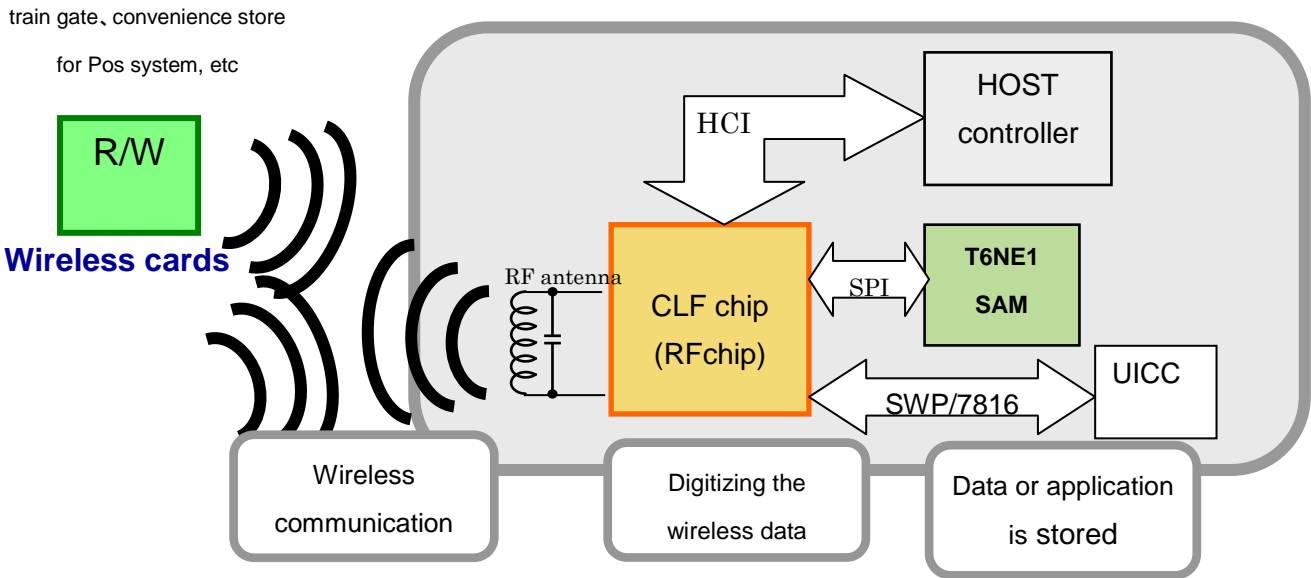 train gate、convenience store
for Pos system, etc
R/W
Wireless cards
HOST
controller
HCI
RF antenna
CLF chip
(RFchip)
SPI
T6NE1
SAM
SWP/7816
UICC
Wireless
communication
Digitizing the
wireless data
Data or application
is stored